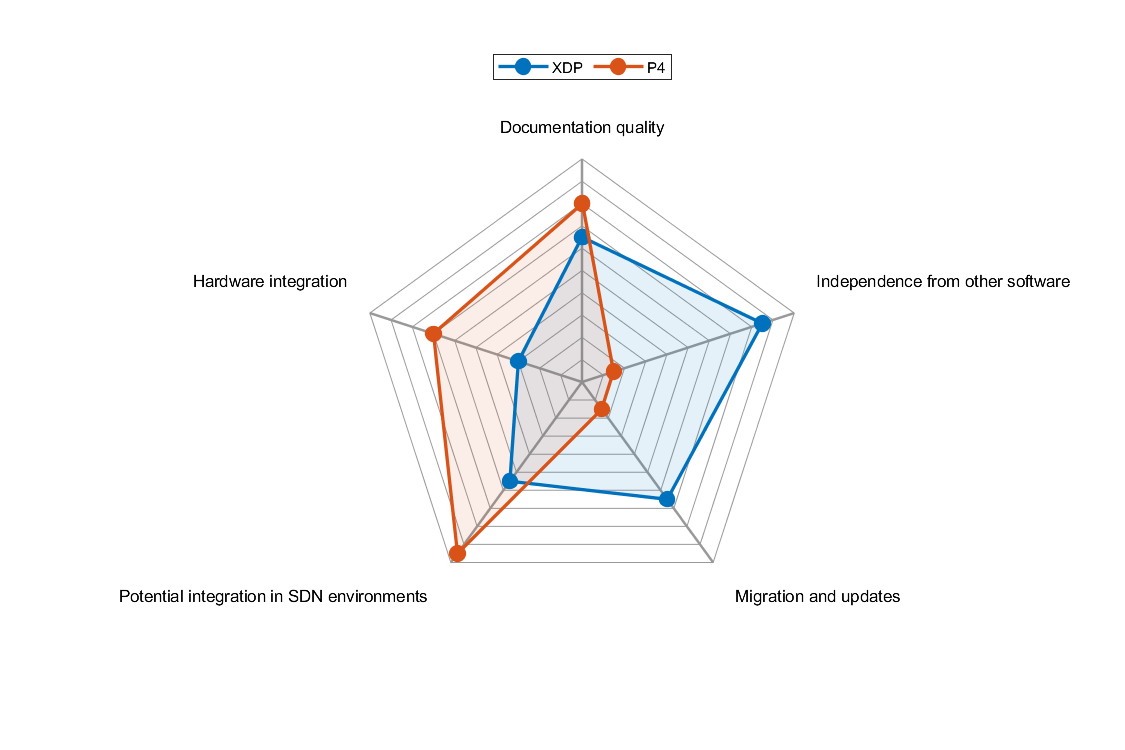 XDP P4
Documentation quality
Hardware integration
Independence from other software
Potential integration in SDN environments
Migration and updates